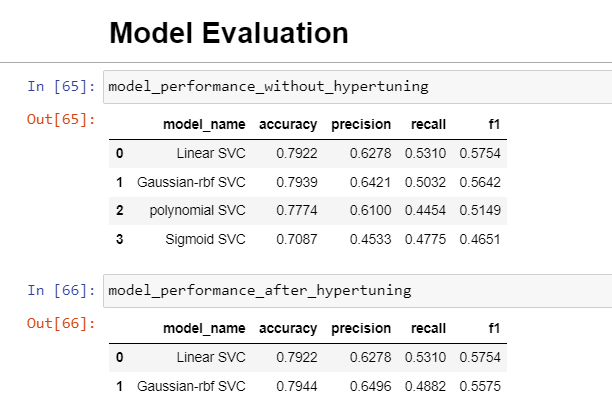 Model Evaluation
In [65]: model_performance_without_hypertuning
Out[65]:
model_name accuracy precision recall f1
0 Linear SVC 0.7922 0.6278 0.5310 0.5754
1 Gaussian-rbf SVC 0.7939 0.6421 0.5032 0.5642
2 polynomial SVC 0.7774 0.6100 0.4454 0.5149
3 Sigmoid SVC 0.7087 0.4533 0.4775 0.4651
In [66]: model_performance_after_hypertuning
Out[66]:
model_name accuracy precision recall f1
0 Linear SVC 0.7922 0.6278 0.5310 0.5754
1 Gaussian-rbf SVC 0.7944 0.6496 0.4882 0.5575